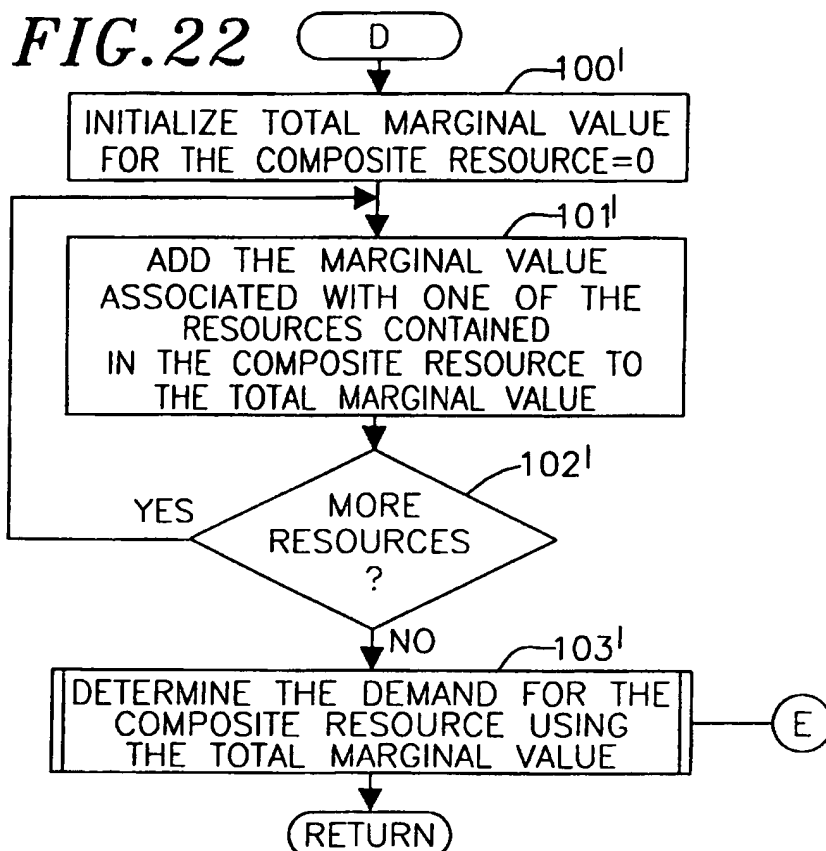 FIG.22
D
100'
INITIALIZE TOTAL MARGINAL VALUE
FOR THE COMPOSITE RESOURCE=0
101'
ADD THE MARGINAL VALUE
ASSOCIATED WITH ONE OF THE
RESOURCES CONTAINED
IN THE COMPOSITE RESOURCE TO
THE TOTAL MARGINAL VALUE
102'
YES
MORE
RESOURCES
?
NO
103'
DETERMINE THE DEMAND FOR THE
COMPOSITE RESOURCE USING
THE TOTAL MARGINAL VALUE
E
RETURN